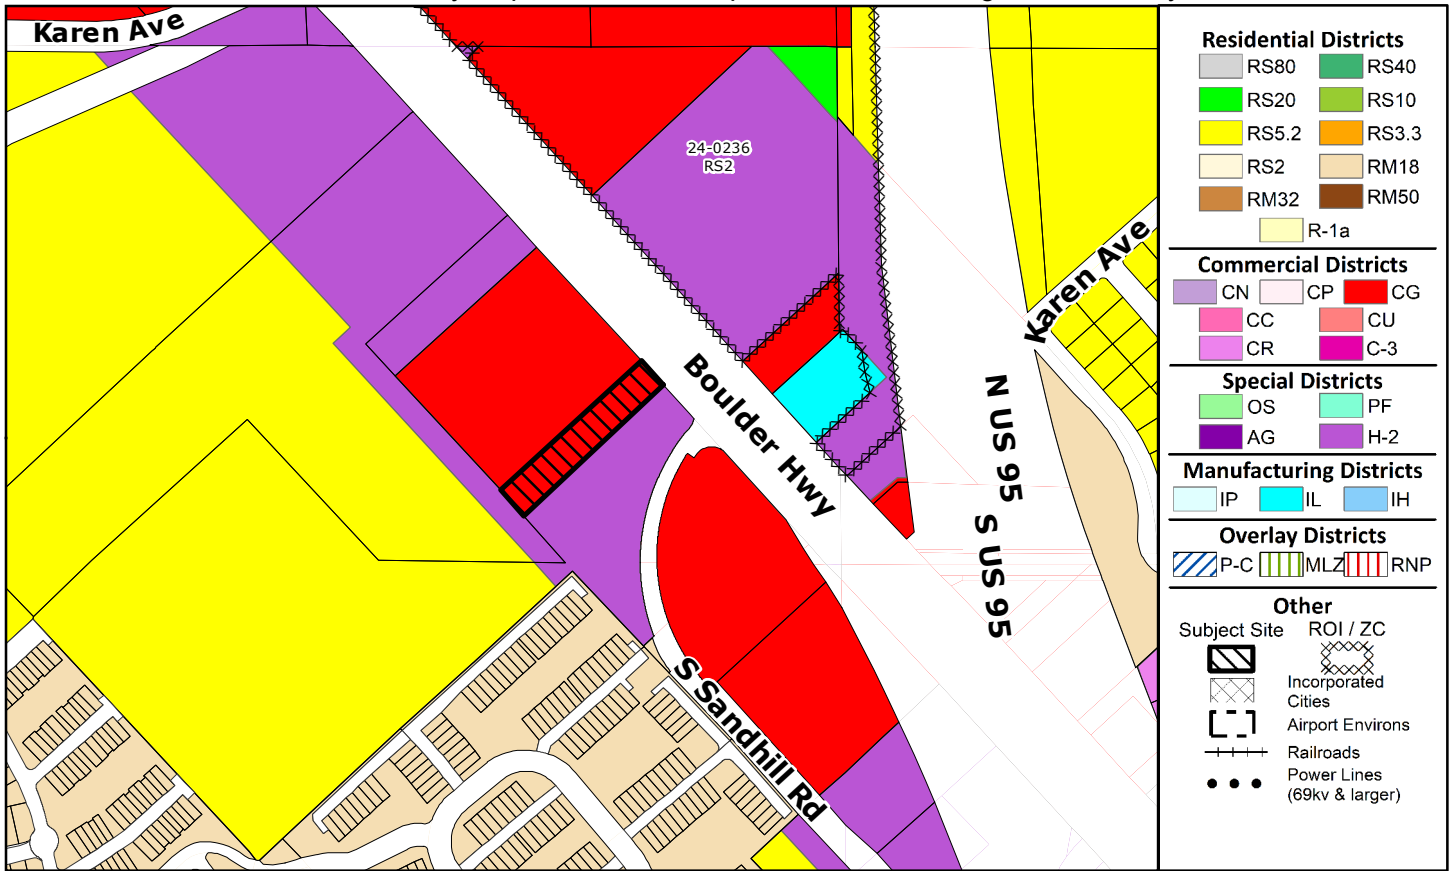 Karen Ave
24-0236
RS2
Karen Ave
Boulder Hwy
N US 95
S US 95
S Sandhill Rd
Residential Districts
RS80
RS40
RS20
RS10
RS5.2
RS3.3
RS2
RM18
RM32
RM50
R-1a
Commercial Districts
CN
CP
CG
CC
CU
CR
C-3
Special Districts
OS
PF
AG
H-2
Manufacturing Districts
IP
IL
IH
Overlay Districts
P-C
MLZ
RNP
Other
Subject Site
ROI / ZC
Incorporated
Cities
Airport Environs
Railroads
Power Lines
(69kv & larger)